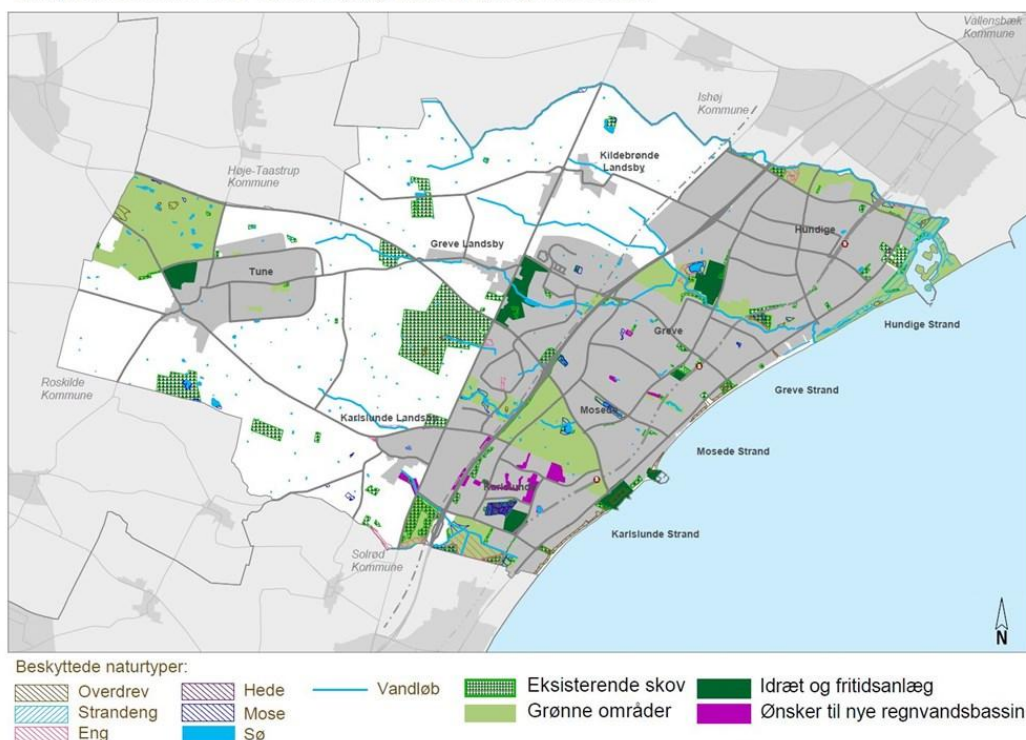 Vallensbæk
Kommune
Ishøj
Kommune
Kildebrønde
Landsby
Høje-Taastrup
Kommune
Hundige
Greve Landsby
Tune
Hundige Strand
Greve
Roskilde
Kommune
Greve Strand
Karlslunde Landsby
Mosede
Mosede Strand
Karlslunde
Karlslunde Strand
Solrød
Kommune
N
Beskyttede naturtyper:
Overdrev
Hede
Vandløb
Eksisterende skov
Idræt og fritidsanlæg
Strandeng
Mose
Grønne områder
Ønsker til nye regnvandsbassin
Eng
Sø